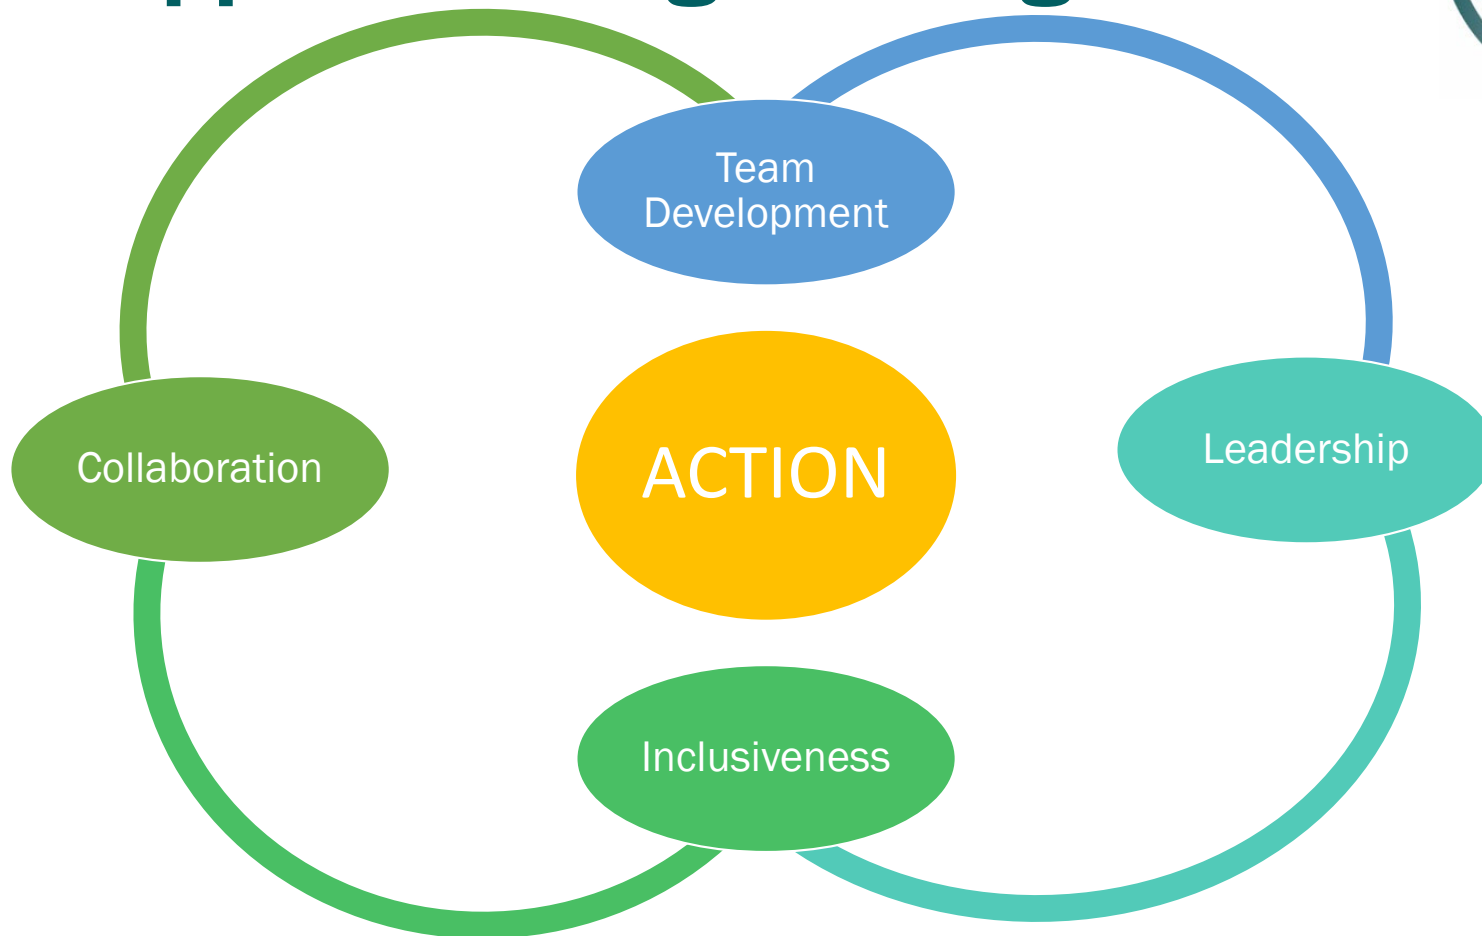 Team
Development
Collaboration
ACTION
Leadership
Inclusiveness